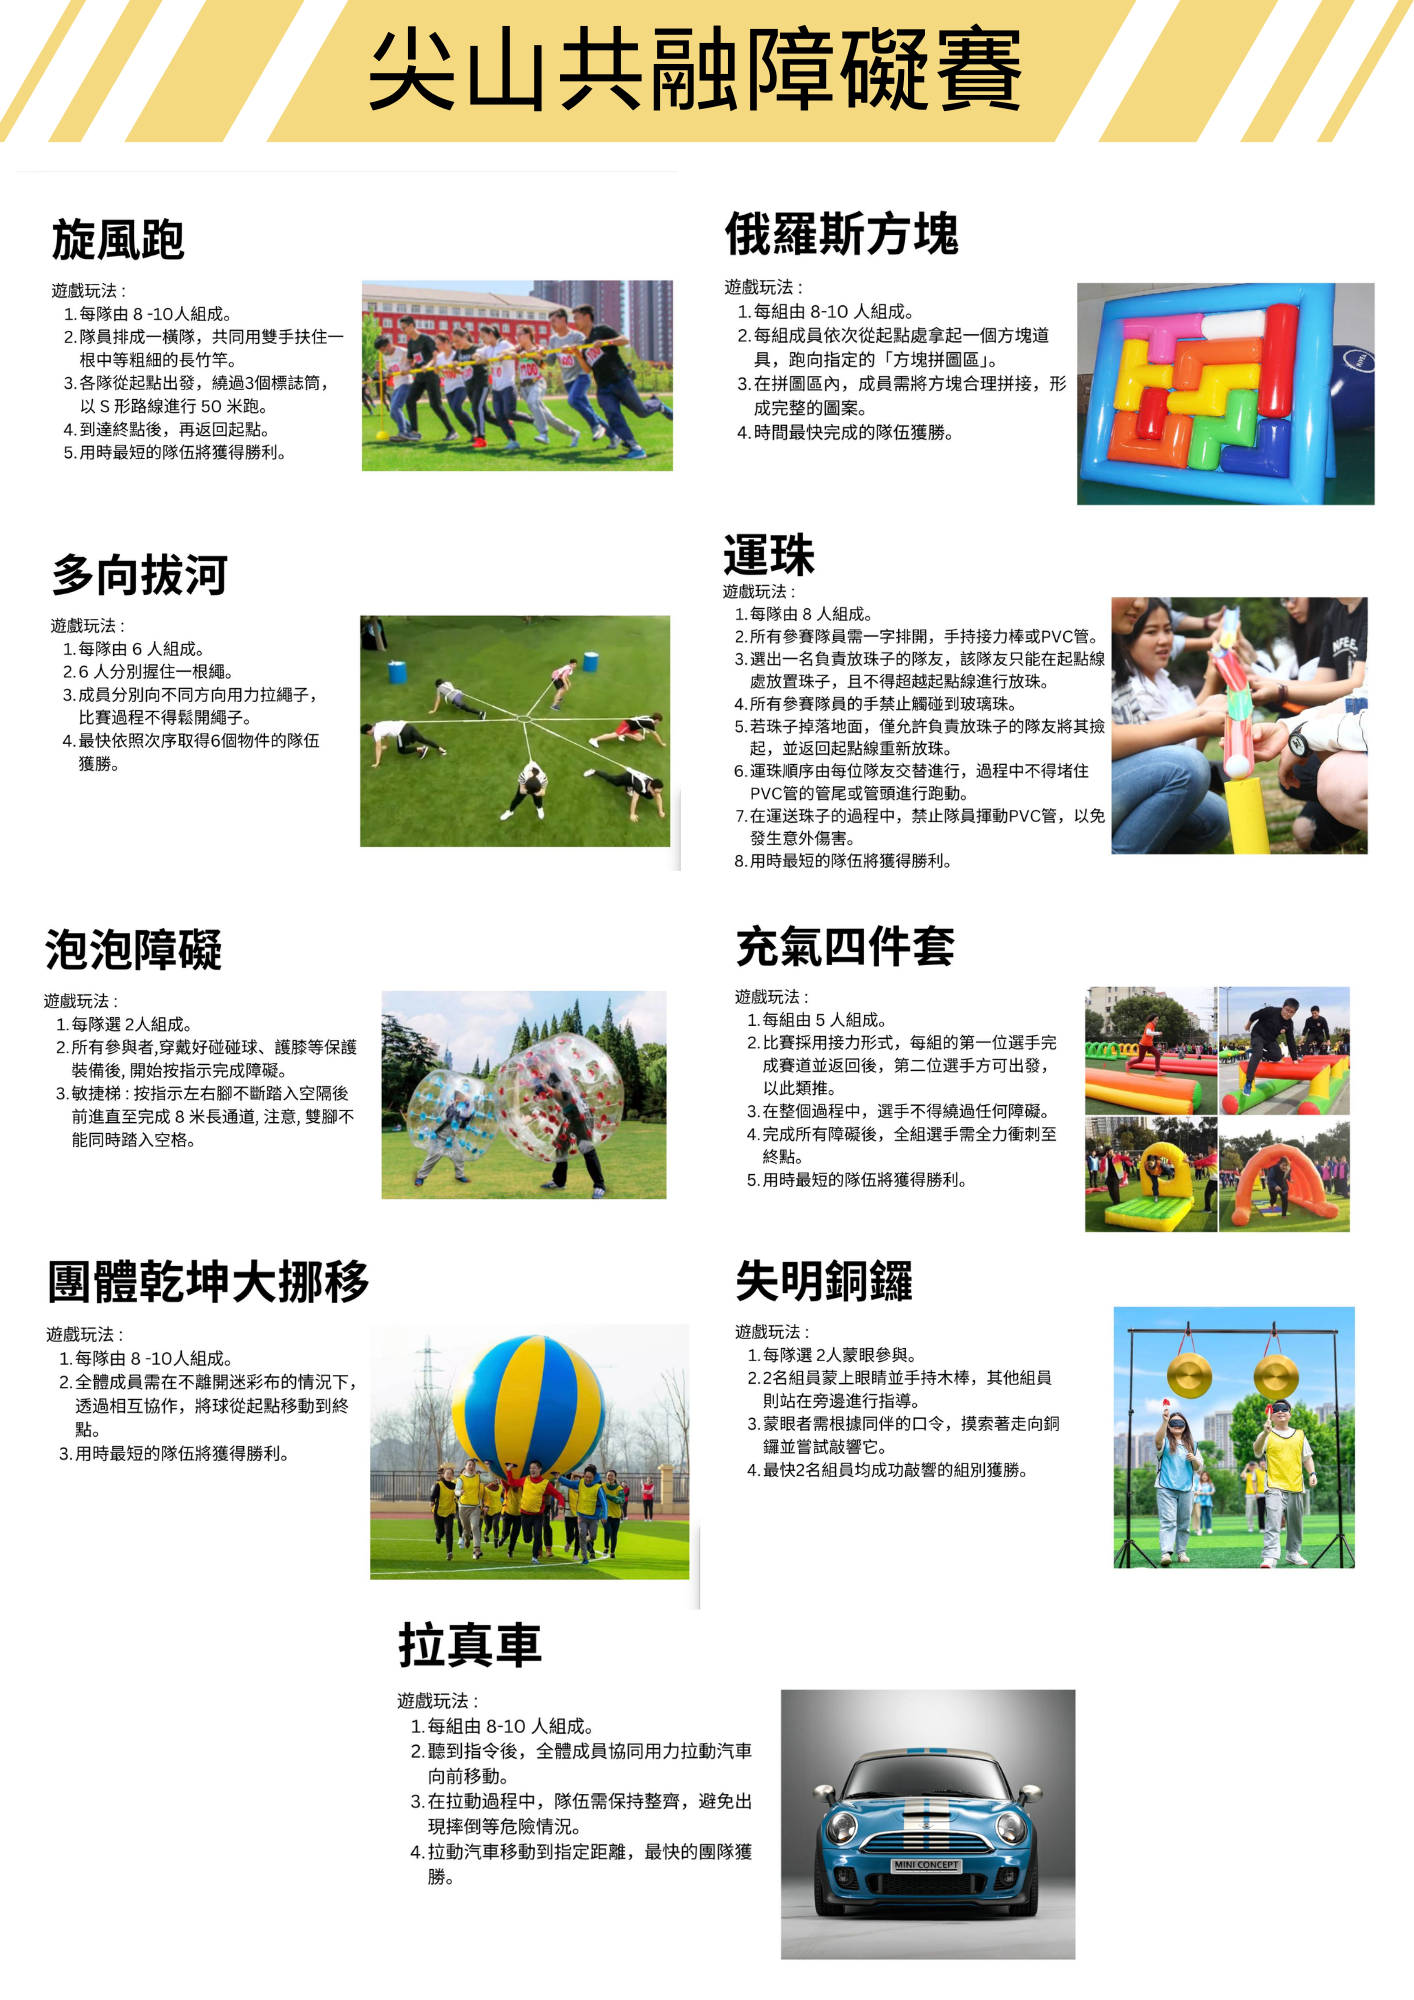 尖山共融障礙賽
旋風跑
遊戲玩法：
1.每隊由 8 -10人組成。
2.隊員排成一橫隊，共同用雙手扶住一
根中等粗細的長竹竿。
3.各隊從起點出發，繞過3個標誌筒，
以 S 形路線進行 50 米跑。
4.到達終點後，再返回起點。
5.用時最短的隊伍將獲得勝利。
俄羅斯方塊
遊戲玩法：
1.每組由 8-10 人組成。
2.每組成員依次從起點處拿起一個方塊道
具，跑向指定的「方塊拼圖區」。
3.在拼圖區內，成員需將方塊合理拼接，形
成完整的圖案。
4.時間最快完成的隊伍獲勝。
多向拔河
遊戲玩法：
1.每隊由 6 人組成。
2.6 人分別握住一根繩。
3.成員分別向不同方向用力拉繩子，
比賽過程不得鬆開繩子。
4.最快依照次序取得6個物件的隊伍
獲勝。
運珠
遊戲玩法：
1.每隊由 8 人組成。
2.所有參賽隊員需一字排開，手持接力棒或PVC管。
3.選出一名負責放珠子的隊友，該隊友只能在起點線
處放置珠子，且不得超越起點線進行放珠。
4.所有參賽隊員的手禁止觸碰到玻璃珠。
5.若珠子掉落地面，僅允許負責放珠子的隊友將其撿
起，並返回起點線重新放珠。
6.運珠順序由每位隊友交替進行，過程中不得堵住
PVC管的管尾或管頭進行跑動。
7.在運送珠子的過程中，禁止隊員揮動PVC管，以免
發生意外傷害。
8.用時最短的隊伍將獲得勝利。
泡泡障礙
遊戲玩法：
1.每隊選 2人組成。
2.所有參與者,穿戴好碰碰球、護膝等保護
裝備後, 開始按指示完成障礙。
3.敏捷梯 : 按指示左右腳不斷踏入空隔後
前進直至完成 8 米長通道, 注意, 雙腳不
能同時踏入空格。
充氣四件套
遊戲玩法：
1.每組由 5 人組成。
2.比賽採用接力形式，每組的第一位選手完
成賽道並返回後，第二位選手方可出發，
以此類推。
3.在整個過程中，選手不得繞過任何障礙。
4.完成所有障礙後，全組選手需全力衝刺至
終點。
5.用時最短的隊伍將獲得勝利。
團體乾坤大挪移
遊戲玩法：
1.每隊由 8 -10人組成。
2.全體成員需在不離開迷彩布的情況下，
透過相互協作，將球從起點移動到終
點。
3.用時最短的隊伍將獲得勝利。
失明銅鑼
遊戲玩法：
1.每隊選 2人蒙眼參與。
2.2名組員蒙上眼睛並手持木棒，其他組員
則站在旁邊進行指導。
3.蒙眼者需根據同伴的口令，摸索著走向銅
鑼並嘗試敲響它。
4.最快2名組員均成功敲響的組別獲勝。
拉真車
遊戲玩法：
1.每組由 8-10 人組成。
2.聽到指令後，全體成員協同用力拉動汽車
向前移動。
3.在拉動過程中，隊伍需保持整齊，避免出
現摔倒等危險情況。
4.拉動汽車移動到指定距離，最快的團隊獲
勝。
MINI CONCEPT